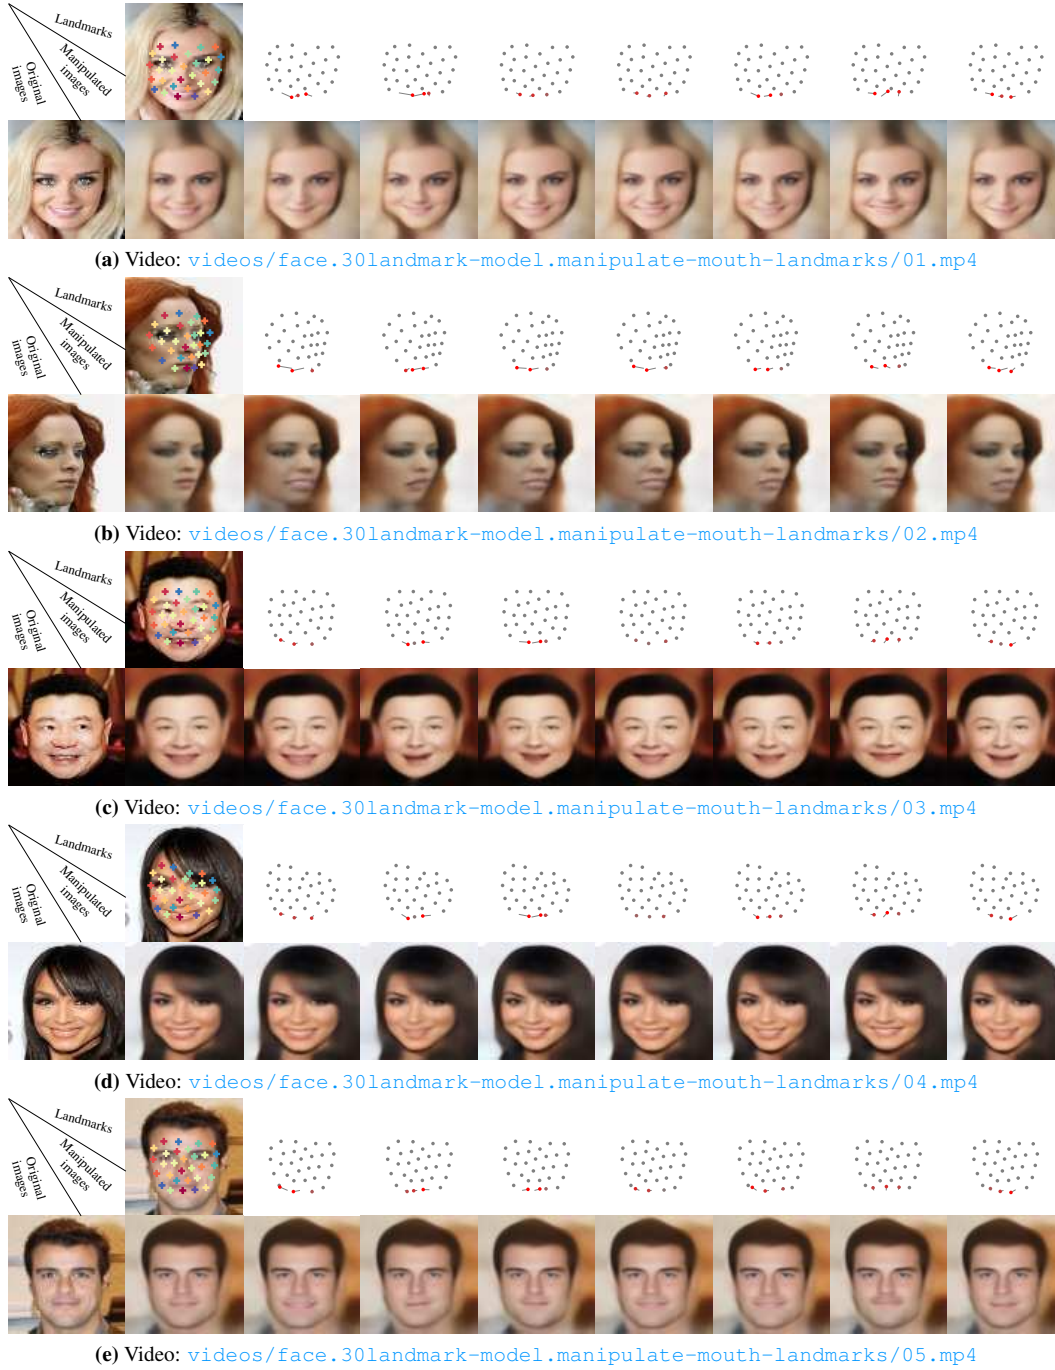 Landmarks
Manipulated
images
Original
images
(a) Video: videos/face.30landmark-model.manipulate-mouth-landmarks/01.mp4
Landmarks
Manipulated
images
Original
images
(b) Video: videos/face.30landmark-model.manipulate-mouth-landmarks/02.mp4
Landmarks
Manipulated
images
Original
images
(c) Video: videos/face.30landmark-model.manipulate-mouth-landmarks/03.mp4
Landmarks
Manipulated
images
Original
images
(d) Video: videos/face.30landmark-model.manipulate-mouth-landmarks/04.mp4
Landmarks
Manipulated
images
Original
images
(e) Video: videos/face.30landmark-model.manipulate-mouth-landmarks/05.mp4